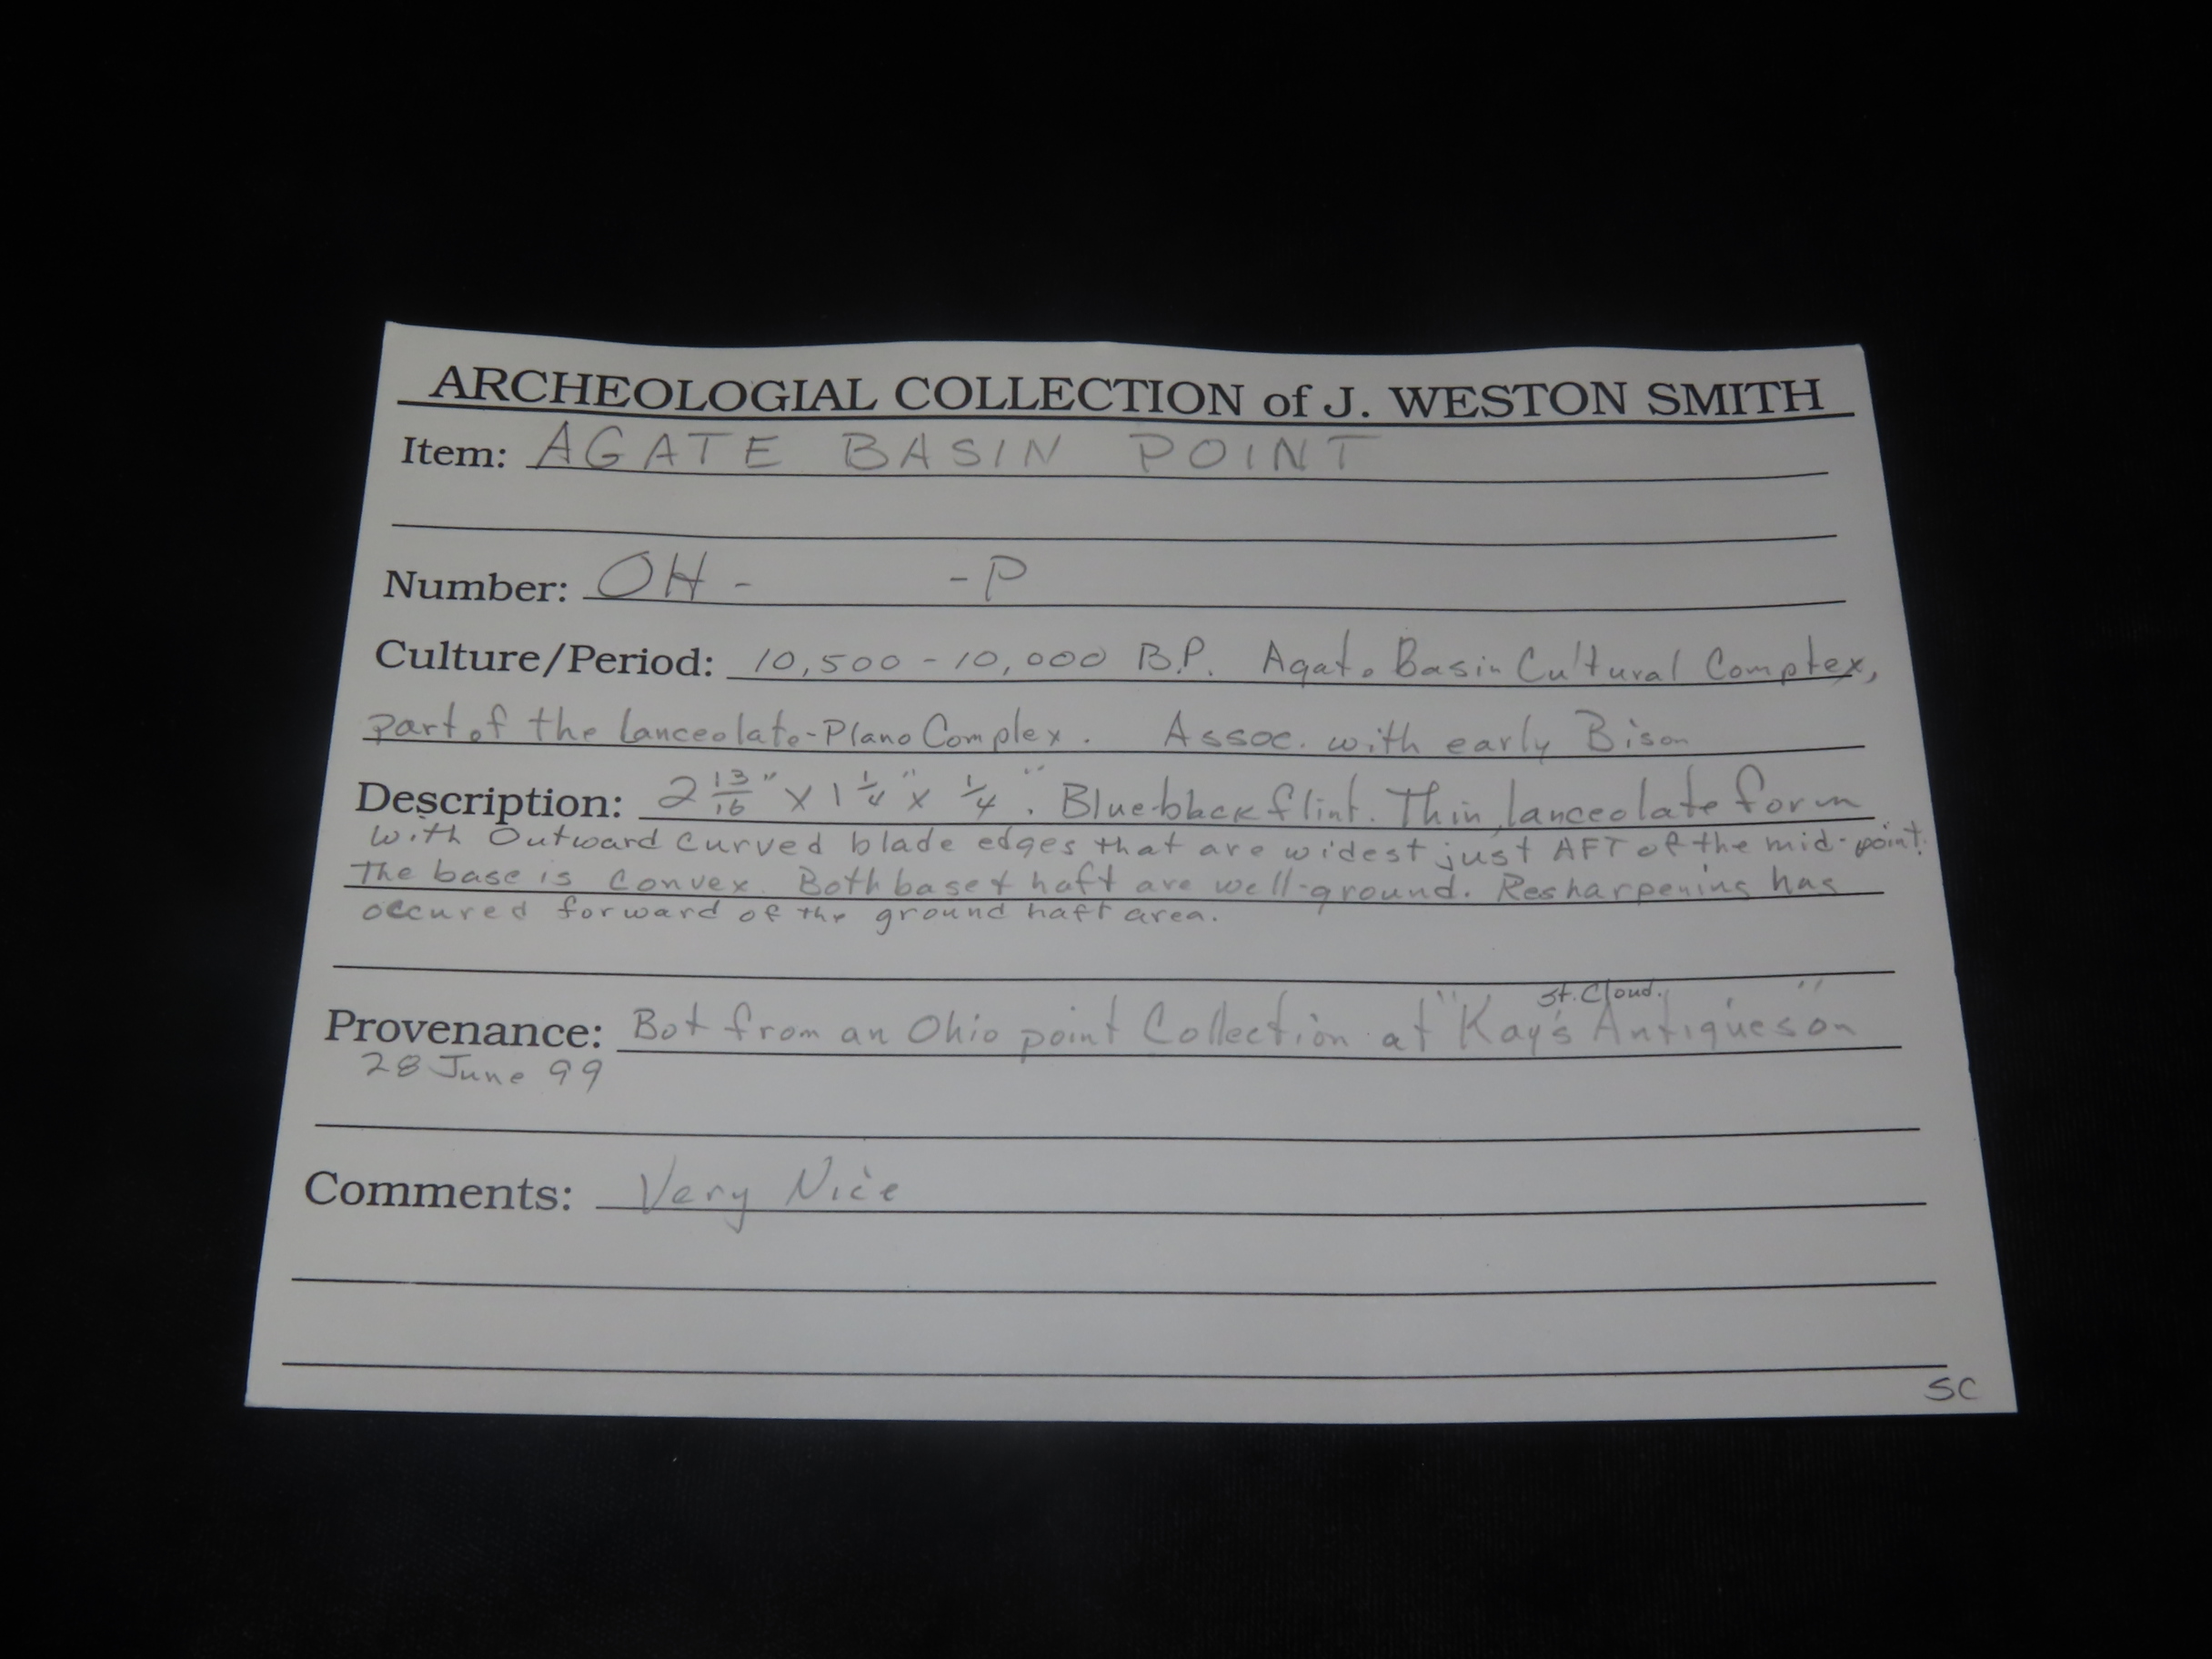 ARCHEOLOGIAL COLLECTION of J. WESTON SMITH
Item: AGATE BASIN POINT
Number: OH - -P
Culture/Period: 10,500 - 10,000 B.P. Agate Basin Cultural Complex,
part of the Lanceolate-Plano Complex. Assoc. with early Bison
Description: 2 13/16" x 1 1/4" x 1/4". Blue-black flint. Thin, lanceolate form
with outward curved blade edges that are widest just AFT of the mid-point.
The base is convex. Both base & haft are well-ground. Resharpening has
occured forward of the ground haft area.
St. Cloud.
Provenance: Bot from an Ohio point Collection at "Kay's Antiques" on
28 June 99
Comments: Very Nice
SC